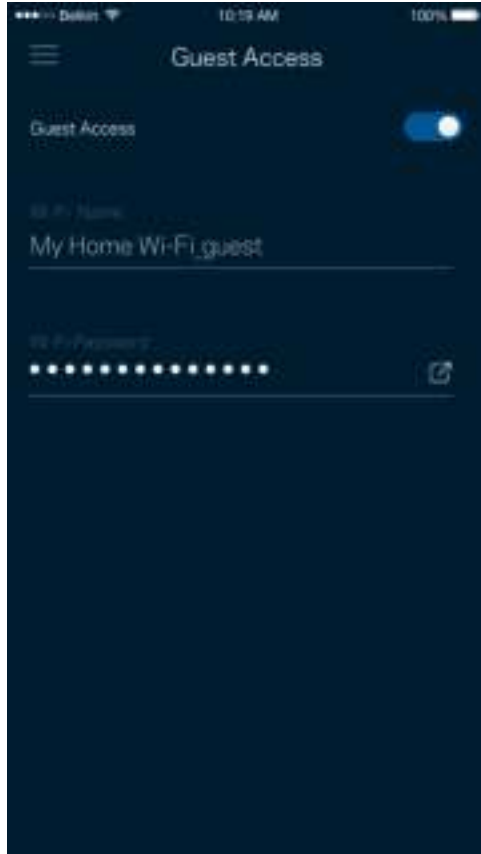 Belkin 10:19 AM 100%
Guest Access
Guest Access
Wi-Fi Name
My Home Wi-Fi_guest
Wi-Fi Password